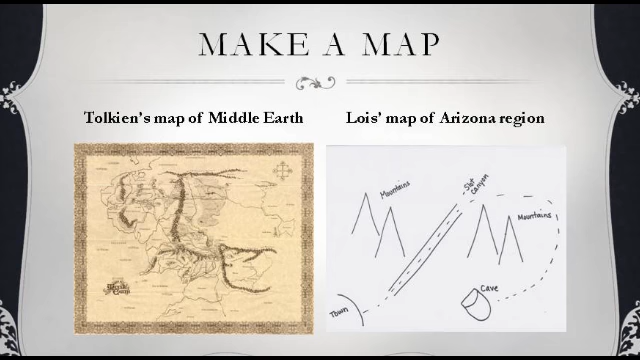 MAKE A MAP
Tolkien's map of Middle Earth
Lois' map of Arizona region
Mountains
Slot
Canyon
Mountains
Cave
Town